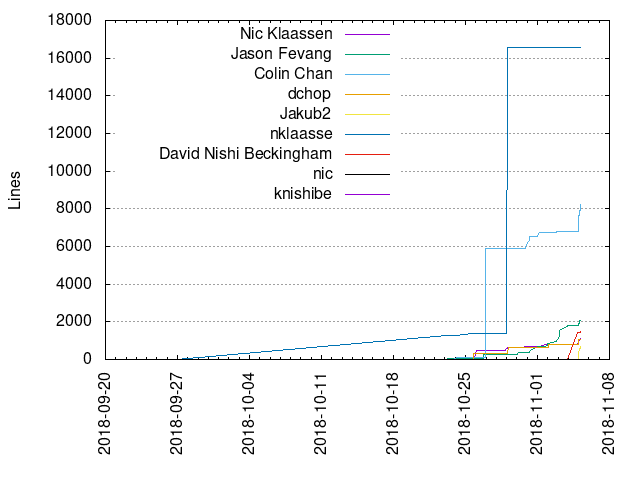 18000
16000
14000
12000
10000
8000
6000
4000
2000
0
Lines
Nic Klaassen
Jason Fevang
Colin Chan
dchop
Jakub2
nklaasse
David Nishi Beckingham
nic
knishibe
2018-09-20
2018-09-27
2018-10-04
2018-10-11
2018-10-18
2018-10-25
2018-11-01
2018-11-08